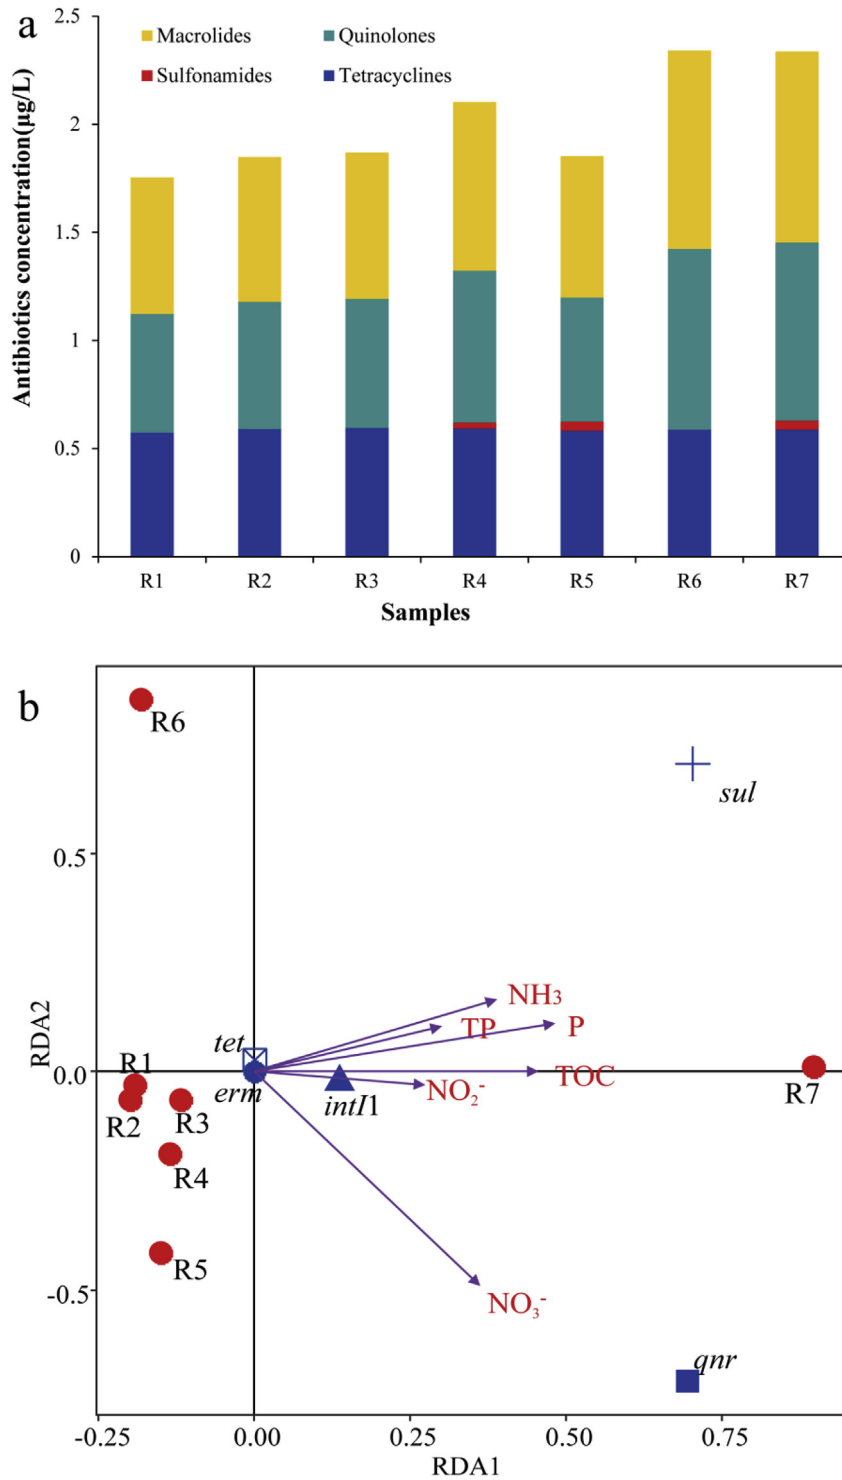 a
Antibiotics concentration(μg/L)
2.5
2
1.5
1
0.5
0
Macrolides
Quinolones
Sulfonamides
Tetracyclines
R1
R2
R3
R4
R5
R6
R7
Samples
b
RDA2
0.5
0.0
-0.5
R6
sul
NH3
TP
P
tet
R1
TOC
erm
NO₂⁻
intI1
R7
R2
R3
R4
R5
NO₃⁻
qnr
-0.25
0.00
0.25
0.50
0.75
RDA1